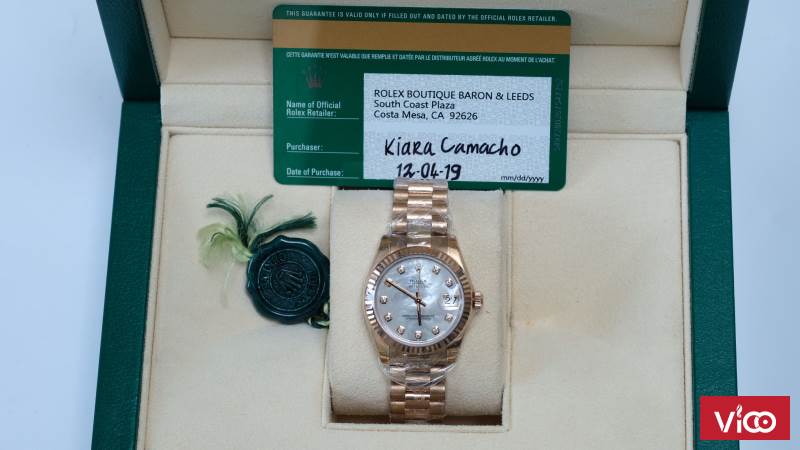 THIS GUARANTEE IS VALID ONLY IF FILLED OUT AND DATED BY THE OFFICIAL ROLEX RETAILER.
CETTE GARANTIE N'EST VALABLE QUE REMPLIE ET DATÉE PAR LE DISTRIBUTEUR AGRÉÉ ROLEX AU MOMENT DE L'ACHAT.
Name of Official
Rolex Retailer:
ROLEX BOUTIQUE BARON & LEEDS
South Coast Plaza
Costa Mesa, CA 92626
Purchaser:
Kiara Camacho
Date of Purchase:
12-04-19
mm/dd/yyyy
VICO